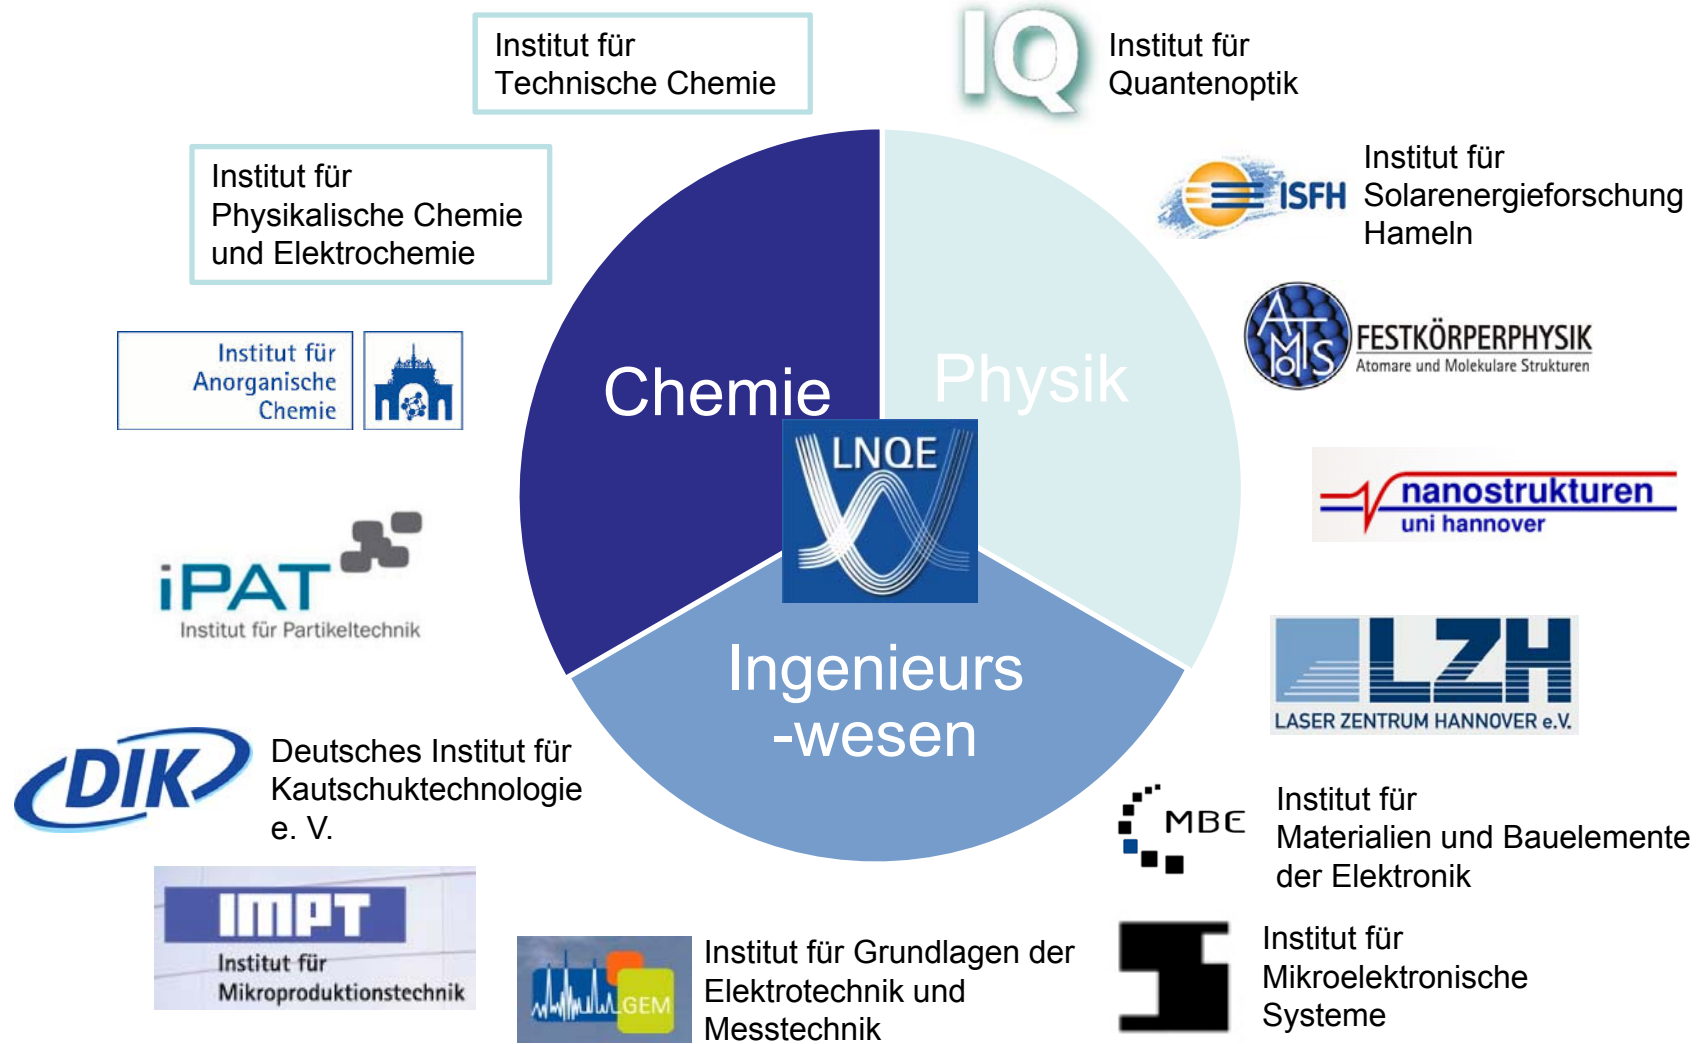 Institut für
Technische Chemie
IQ
Institut für
Quantenoptik
Institut für
Physikalische Chemie
und Elektrochemie
ISFH
Institut für
Solarenergieforschung
Hameln
Institut für
Anorganische
Chemie
ATMOS
FESTKÖRPERPHYSIK
Atomare und Molekulare Strukturen
Chemie
Physik
LNQE
nanostrukturen
uni hannover
iPAT
Institut für Partikeltechnik
LZH
LASER ZENTRUM HANNOVER e.V.
Ingenieurs
-wesen
DIK
Deutsches Institut für
Kautschuktechnologie
e. V.
MBE
Institut für
Materialien und Bauelemente
der Elektronik
IMPT
Institut für
Mikroproduktionstechnik
GEM
Institut für Grundlagen der
Elektrotechnik und
Messtechnik
Institut für
Mikroelektronische
Systeme